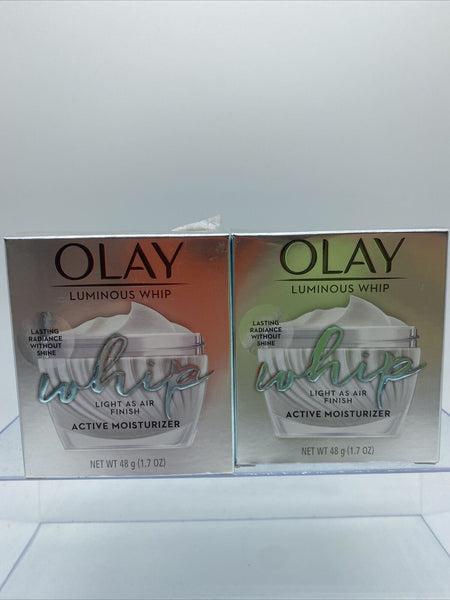 OLAY
LUMINOUS WHIP
LASTING
RADIANCE
WITHOUT
SHINE
whip
LIGHT AS AIR
FINISH
ACTIVE MOISTURIZER
NET WT 48 g (1.7 OZ)
OLAY
LUMINOUS WHIP
LASTING
RADIANCE
WITHOUT SHINE
whip
LIGHT AS AIR
FINISH
ACTIVE MOISTURIZER
NET WT 48 g (1.7 OZ)